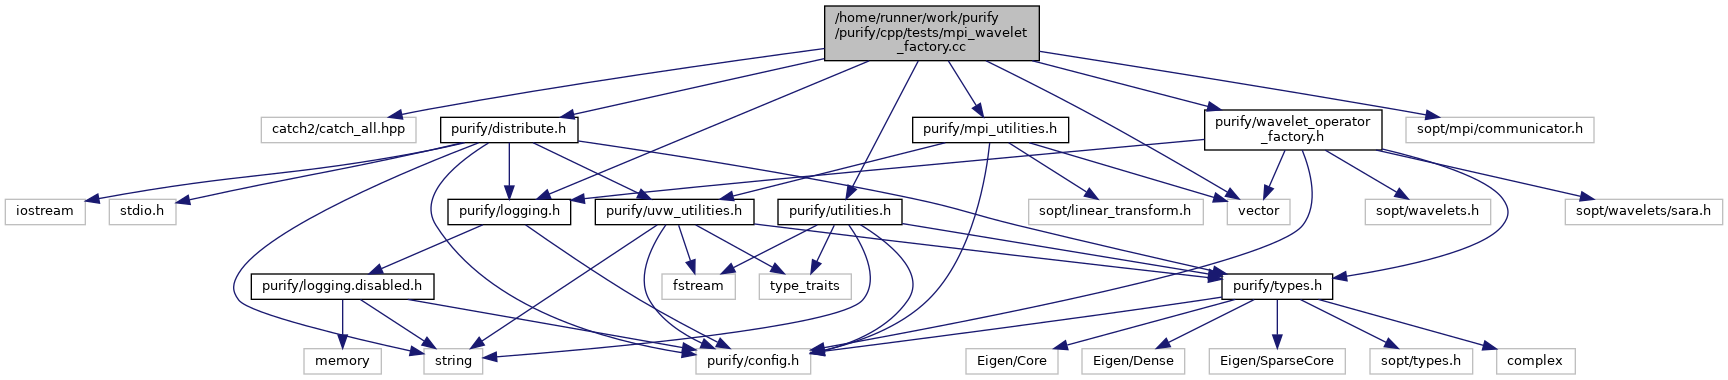 /home/runner/work/purify
/purify/cpp/tests/mpi_wavelet
_factory.cc
catch2/catch_all.hpp
purify/distribute.h
purify/mpi_utilities.h
purify/wavelet_operator
_factory.h
sopt/mpi/communicator.h
iostream
stdio.h
purify/logging.h
purify/uvw_utilities.h
purify/utilities.h
sopt/linear_transform.h
vector
sopt/wavelets.h
sopt/wavelets/sara.h
purify/logging.disabled.h
fstream
type_traits
purify/types.h
memory
string
purify/config.h
Eigen/Core
Eigen/Dense
Eigen/SparseCore
sopt/types.h
complex